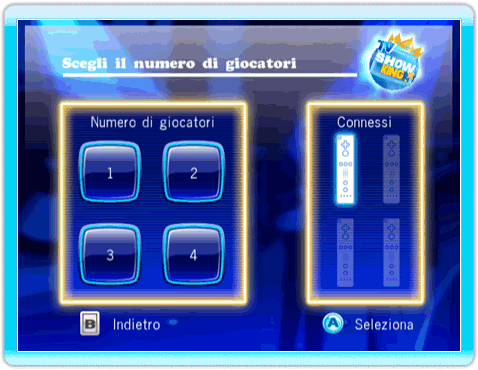 Scegli il numero di giocatori
TV
SHOW
KING
Numero di giocatori
1
2
3
4
Connessi
B
Indietro
A
Seleziona